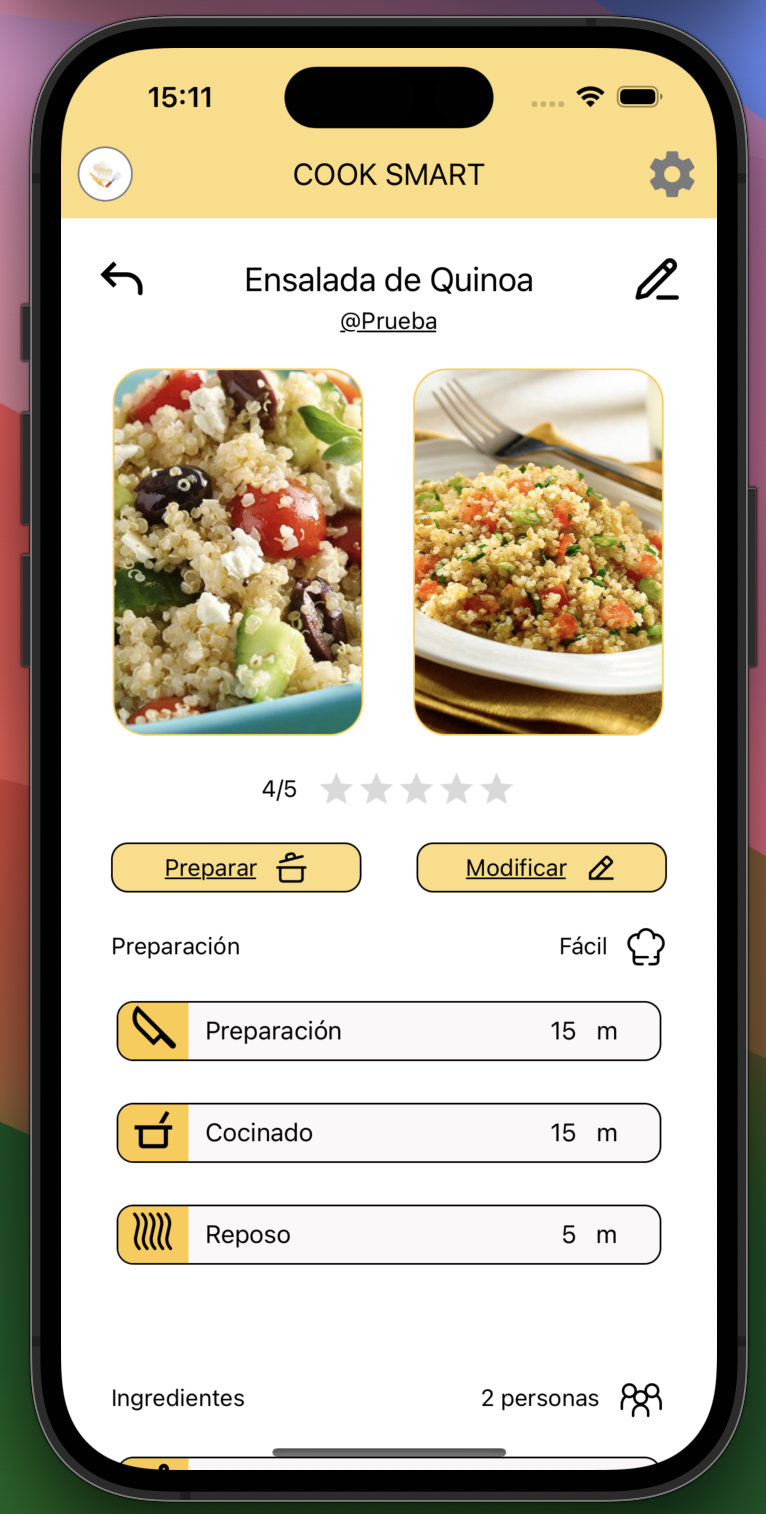 15:11
COOK SMART
Ensalada de Quinoa
@Prueba
4/5
Preparar
Modificar
Preparación
Fácil
Preparación 15 m
Cocinado 15 m
Reposo 5 m
Ingredientes
2 personas